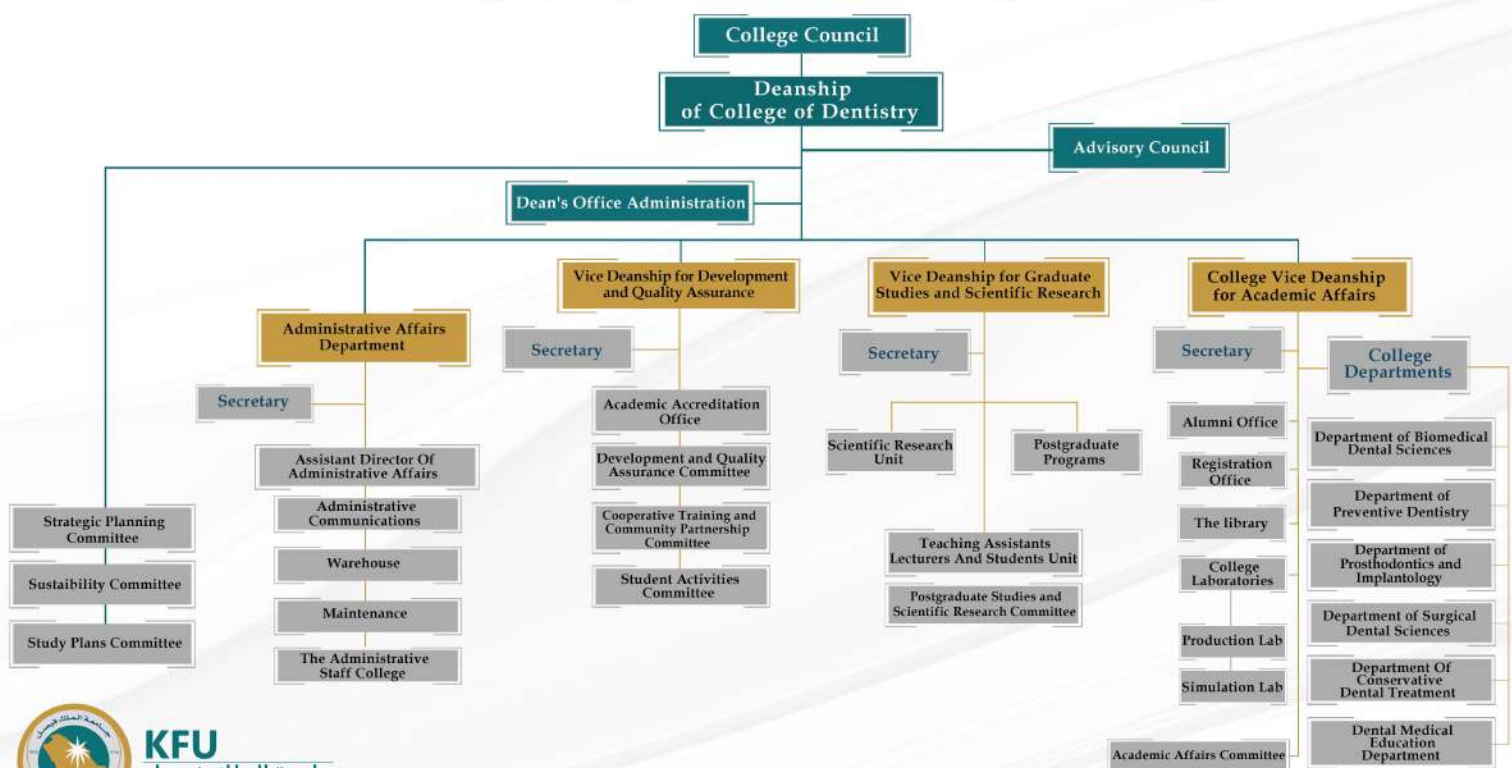 College Council
Deanship
of College of Dentistry
Advisory Council
Dean's Office Administration
Administrative Affairs
Department
Secretary
Assistant Director Of
Administrative Affairs
Administrative
Communications
Warehouse
Maintenance
The Administrative
Staff College
Strategic Planning
Committee
Sustaibility Committee
Study Plans Committee
Vice Deanship for Development
and Quality Assurance
Secretary
Academic Accreditation
Office
Development and Quality
Assurance Committee
Cooperative Training and
Community Partnership
Committee
Student Activities
Committee
Vice Deanship for Graduate
Studies and Scientific Research
Secretary
Scientific Research
Unit
Postgraduate
Programs
Teaching Assistants
Lecturers And Students Unit
Postgraduate Studies and
Scientific Research Committee
College Vice Deanship
for Academic Affairs
Secretary
Alumni Office
Registration
Office
The library
College
Laboratories
Production Lab
Simulation Lab
Academic Affairs Committee
College
Departments
Department of Biomedical
Dental Sciences
Department of
Preventive Dentistry
Department of
Prosthodontics and
Implantology
Department of Surgical
Dental Sciences
Department Of
Conservative
Dental Treatment
Dental Medical
Education
Department
جامعة الملك فيصل
KFU